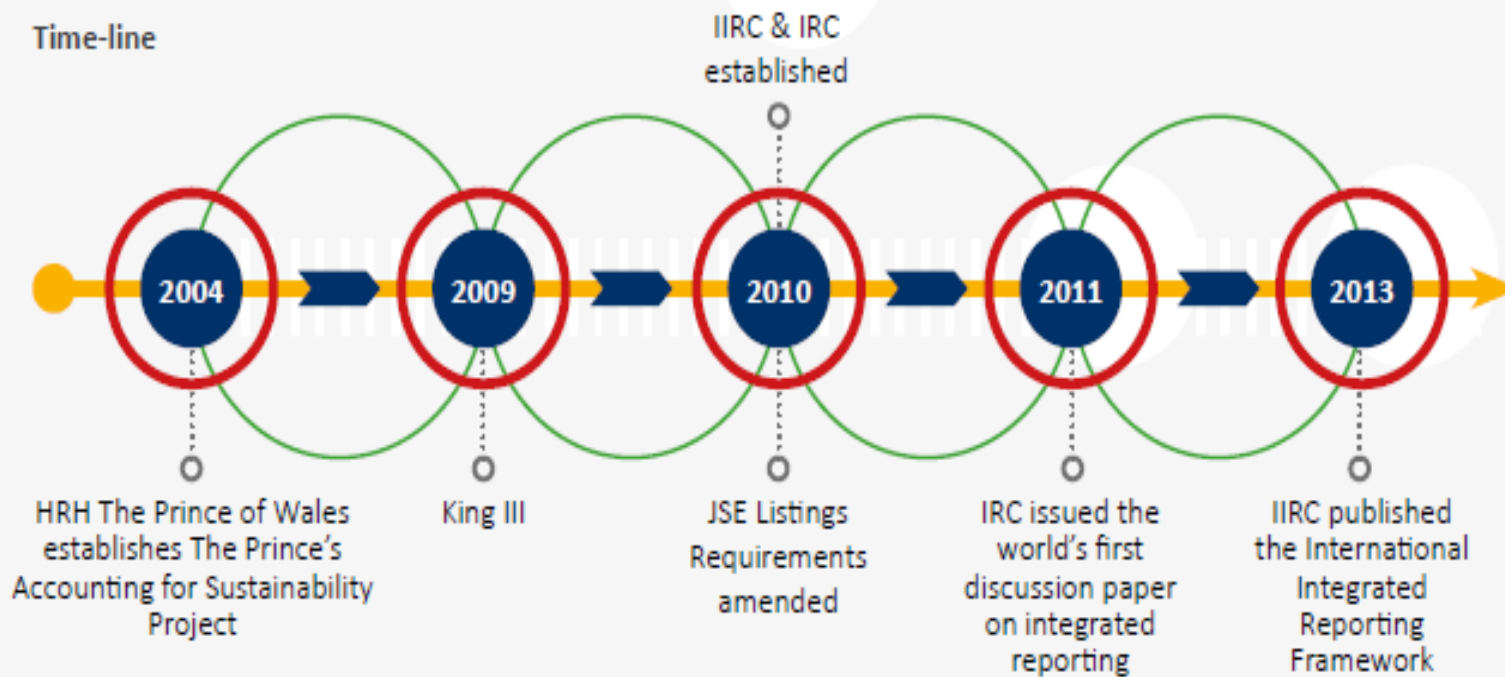 Time-line
IIRC & IRC
established
2004
2009
2010
2011
2013
HRH The Prince of Wales
establishes The Prince's
Accounting for Sustainability
Project
King III
JSE Listings
Requirements
amended
IRC issued the
world's first
discussion paper
on integrated
reporting
IIRC published
the International
Integrated
Reporting
Framework